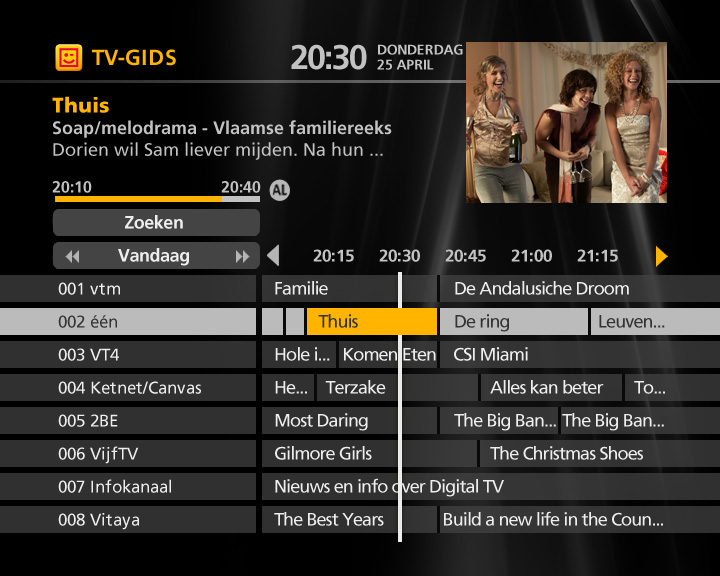 TV-GIDS
20:30
DONDERDAG
25 APRIL
Thuis
Soap/melodrama - Vlaamse familiereeks
Dorien wil Sam liever mijden. Na hun ...
20:10 20:40 AL
Zoeken
Vandaag 20:15 20:30 20:45 21:00 21:15
001 vtm Familie De Andalusiche Droom
002 één Thuis De ring Leuven...
003 VT4 Hole i... Komen Eten CSI Miami
004 Ketnet/Canvas He... Terzake Alles kan beter To...
005 2BE Most Daring The Big Ban... The Big Ban...
006 VijfTV Gilmore Girls The Christmas Shoes
007 Infokanaal Nieuws en info over Digital TV
008 Vitaya The Best Years Build a new life in the Coun...